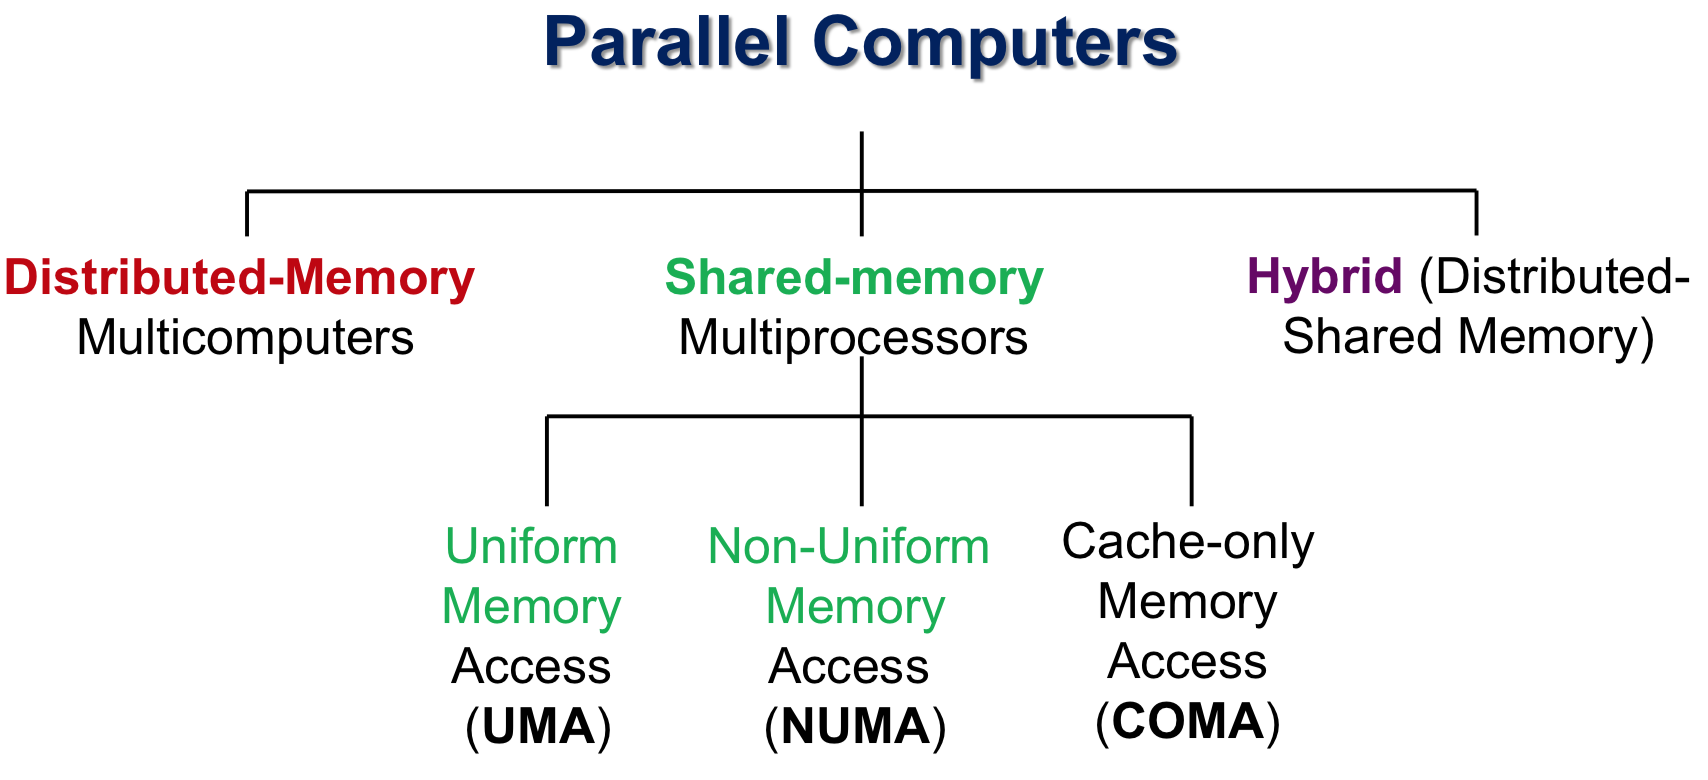 Parallel Computers
Distributed-Memory
Multicomputers
Shared-memory
Multiprocessors
Hybrid (Distributed-
Shared Memory)
Uniform
Memory
Access
(UMA)
Non-Uniform
Memory
Access
(NUMA)
Cache-only
Memory
Access
(COMA)